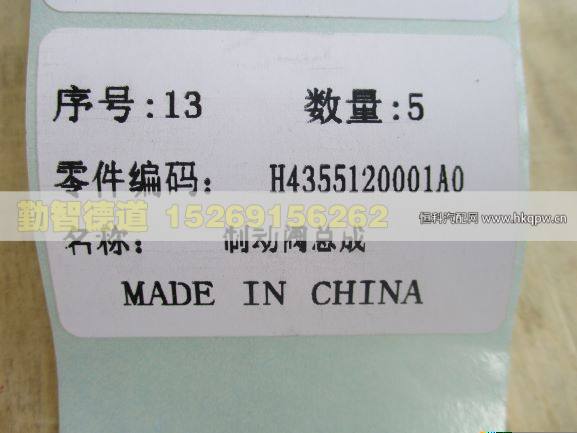 序号:13 数量:5
零件编码: H4355120001A0
勤智德道 15269156262
恒科汽配网 www.hkqpw.cn
名称: 制动阀总成
MADE IN CHINA